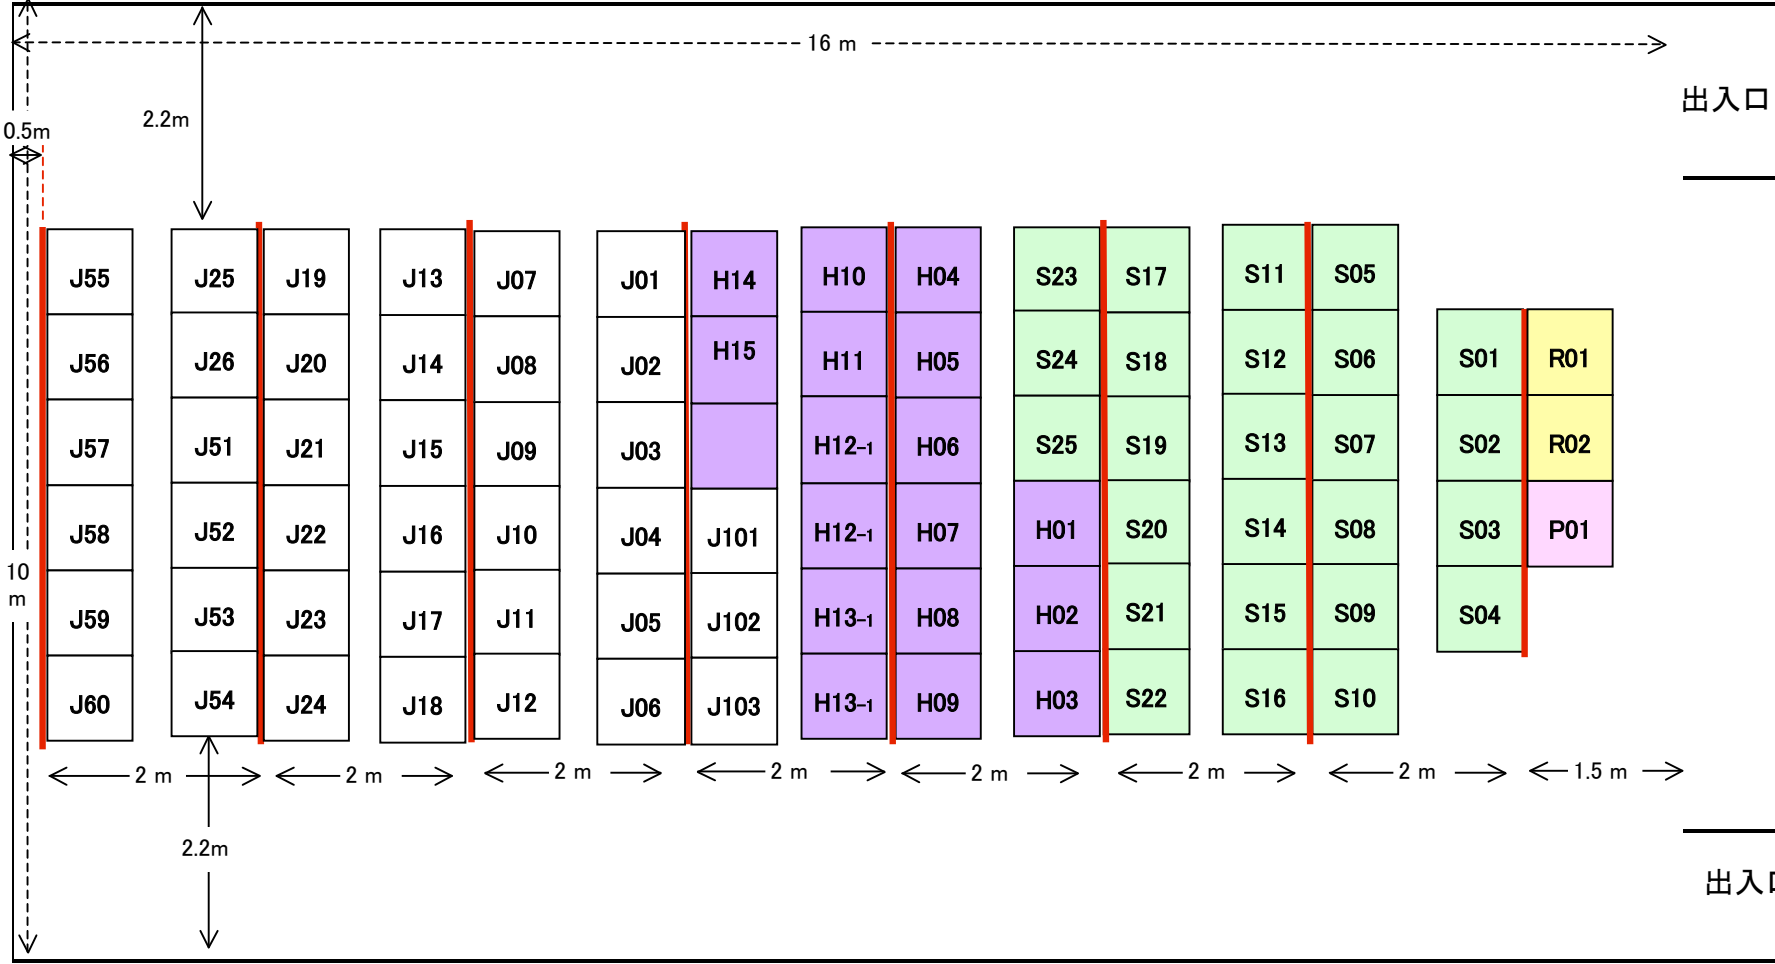 16 m
出入口
0.5m
2.2m
J55 J25 J19 J13 J07 J01 H14 H10 H04 S23 S17 S11 S05
J56 J26 J20 J14 J08 J02 H15 H11 H05 S24 S18 S12 S06 S01 R01
J57 J51 J21 J15 J09 J03 H12-1 H06 S25 S19 S13 S07 S02 R02
J58 J52 J22 J16 J10 J04 J101 H12-1 H07 H01 S20 S14 S08 S03 P01
10
m
J59 J53 J23 J17 J11 J05 J102 H13-1 H08 H02 S21 S15 S09 S04
J60 J54 J24 J18 J12 J06 J103 H13-1 H09 H03 S22 S16 S10
2 m 2 m 2 m 2 m 2 m 2 m 2 m 1.5 m
2.2m
出入口